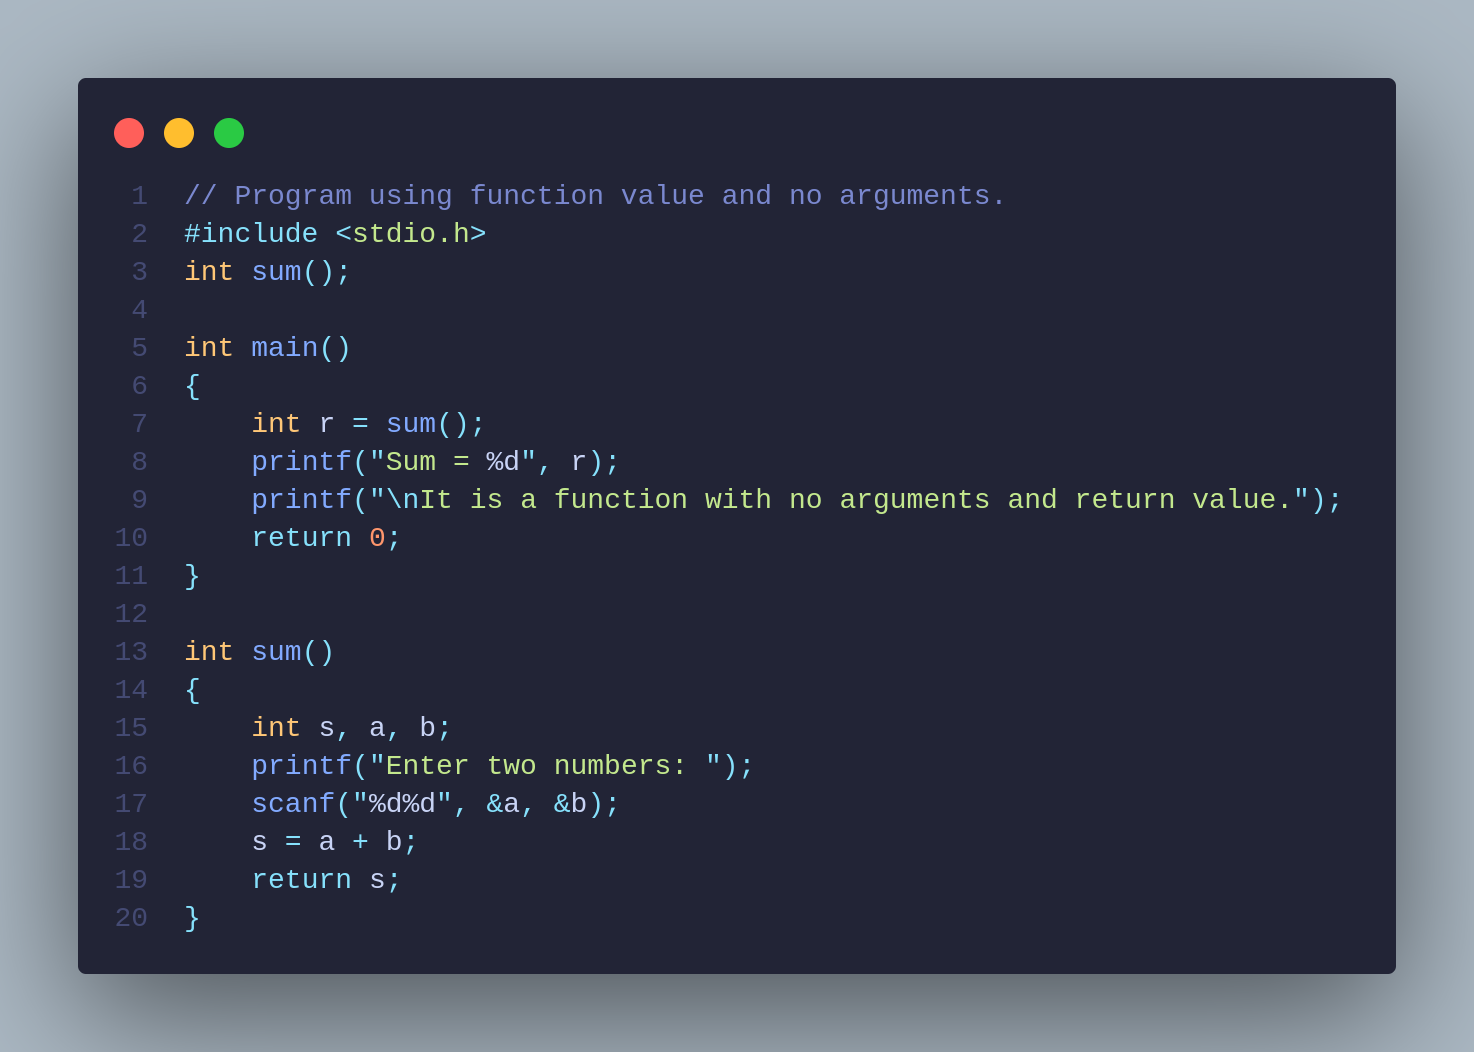 1 // Program using function value and no arguments.
2 #include <stdio.h>
3 int sum();
4
5 int main()
6 {
7     int r = sum();
8     printf("Sum = %d", r);
9     printf("\nIt is a function with no arguments and return value.");
10     return 0;
11 }
12
13 int sum()
14 {
15     int s, a, b;
16     printf("Enter two numbers: ");
17     scanf("%d%d", &a, &b);
18     s = a + b;
19     return s;
20 }